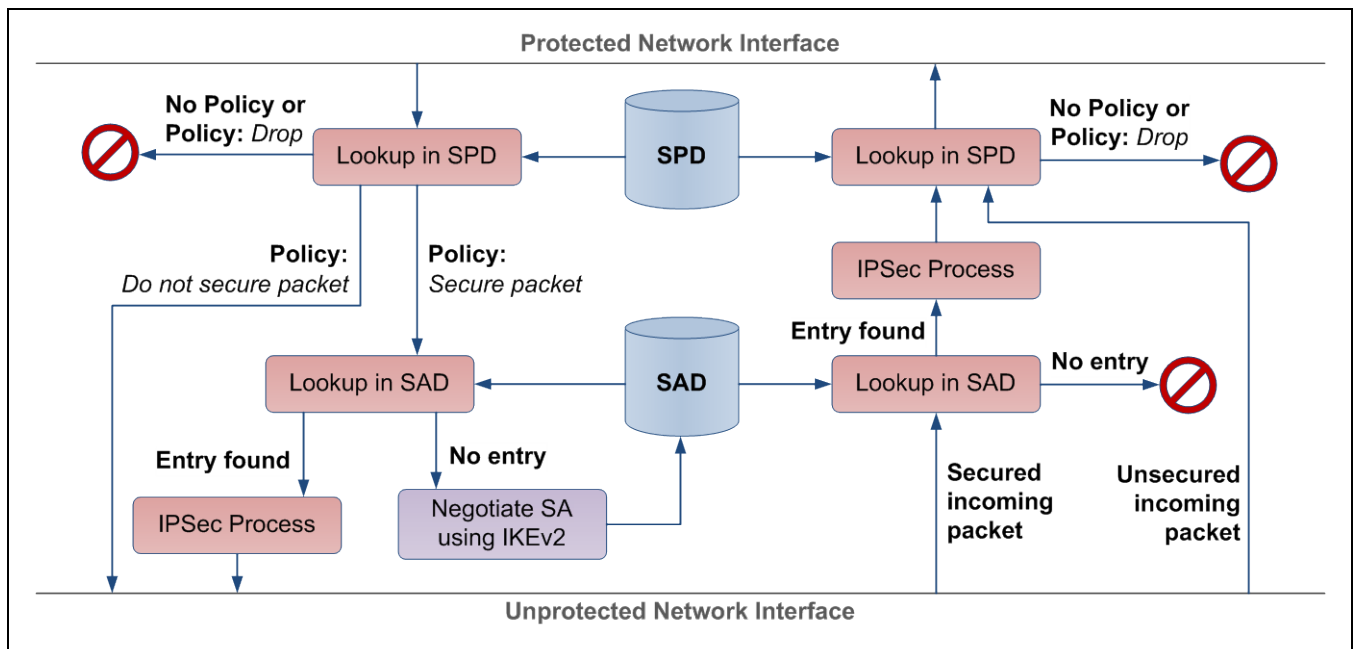 Protected Network Interface
No Policy or
Policy: Drop
Lookup in SPD
SPD
Lookup in SPD
No Policy or
Policy: Drop
Policy:
Do not secure packet
Policy:
Secure packet
IPSec Process
Entry found
Lookup in SAD
SAD
Lookup in SAD
No entry
Entry found
No entry
IPSec Process
Negotiate SA
using IKEv2
Secured
incoming
packet
Unsecured
incoming
packet
Unprotected Network Interface